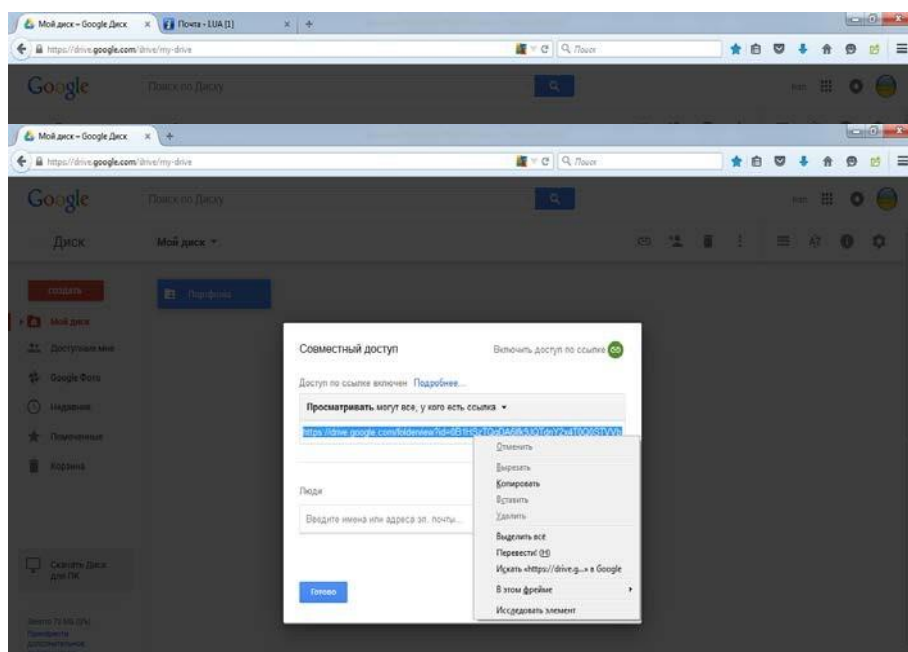 Мой диск – Google Диск
Почта - LUA [1]
https://drive.google.com/drive/my-drive
Поиск
Google
Поиск по Диску
Мой диск – Google Диск
https://drive.google.com/drive/my-drive
Поиск
Google
Поиск по Диску
Диск
Мой диск
СОЗДАТЬ
Портфолио
Мой диск
Доступные мне
Google Фото
Недавние
Помеченные
Корзина
Скачать Диск
для ПК
Совместный доступ
Включить доступ по ссылке
Доступ по ссылке включен Подробнее...
Просматривать могут все, у кого есть ссылка
Люди
Введите имена или адреса эл. почты...
Готово
Отменить
Вырезать
Копировать
Вставить
Удалить
Выделить всё
Перевести! (H)
Искать «https://drive.g...» в Google
В этом фрейме
Исследовать элемент